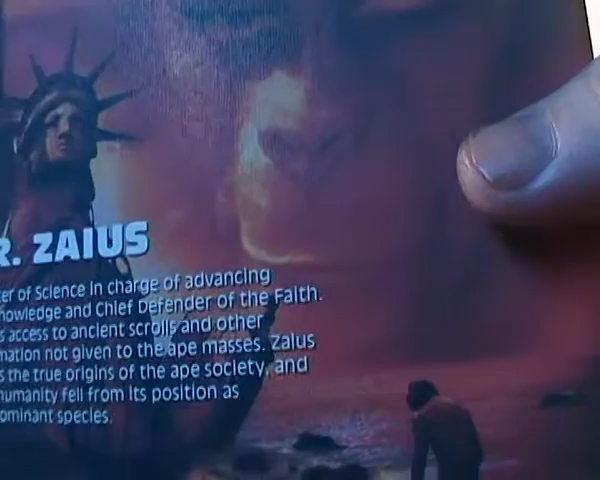 R. ZAIUS
ter of Science in charge of advancing
nowledge and Chief Defender of the Faith.
s access to ancient scrolls and other
mation not given to the ape masses. Zaius
s the true origins of the ape society, and
humanity fell from its position as
ominant species.